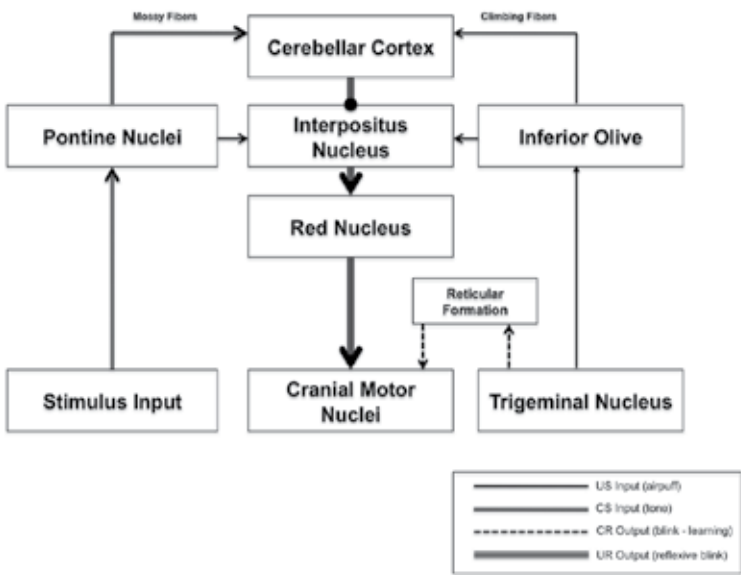 Mossy Fibers
Climbing Fibers
Cerebellar Cortex
Pontine Nuclei
Interpositus
Nucleus
Inferior Olive
Red Nucleus
Reticular
Formation
Stimulus Input
Cranial Motor
Nuclei
Trigeminal Nucleus
US Input (airpuff)
CS Input (tone)
CR Output (blink - learning)
UR Output (reflexive blink)